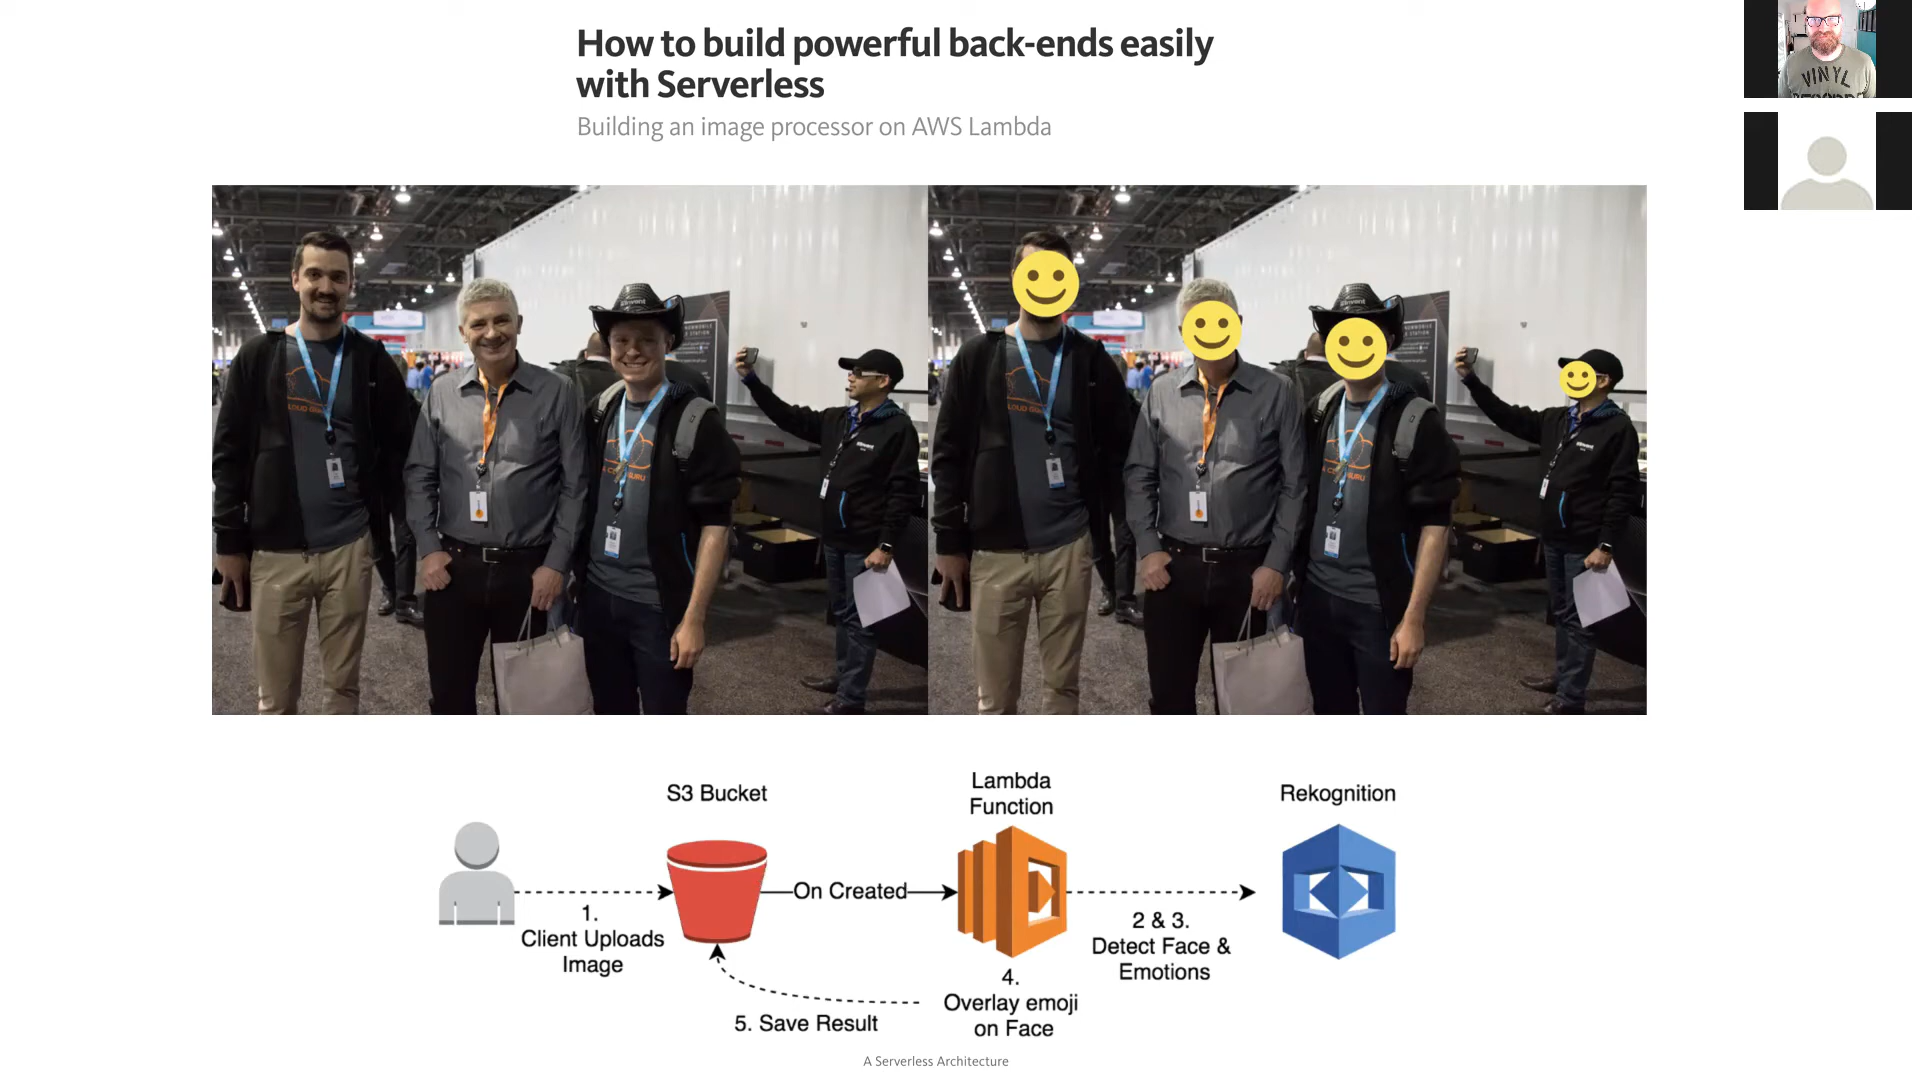 How to build powerful back-ends easily
with Serverless
Building an image processor on AWS Lambda
VINYL
S3 Bucket
Lambda
Function
Rekognition
On Created
1.
Client Uploads
Image
2 & 3.
Detect Face &
Emotions
4.
Overlay emoji
on Face
5. Save Result
A Serverless Architecture